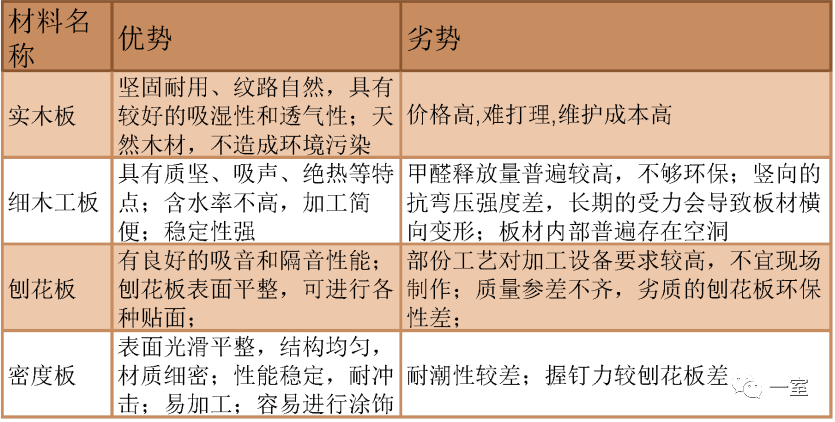 材料名
称
优势
劣势
实木板
坚固耐用、纹路自然，具有
较好的吸湿性和透气性；天
然木材，不造成环境污染
价格高,难打理,维护成本高
细木工板
具有质坚、吸声、绝热等特
点；含水率不高，加工简
便；稳定性强
甲醛释放量普遍较高，不够环保；竖向的
抗弯压强度差，长期的受力会导致板材横
向变形；板材内部普遍存在空洞
刨花板
有良好的吸音和隔音性能；
刨花板表面平整，可进行各
种贴面；
部份工艺对加工设备要求较高，不宜现场
制作；质量参差不齐，劣质的刨花板环保
性差；
密度板
表面光滑平整，结构均匀，
材质细密；性能稳定，耐冲
击；易加工；容易进行涂饰
耐潮性较差；握钉力较刨花板差
一室